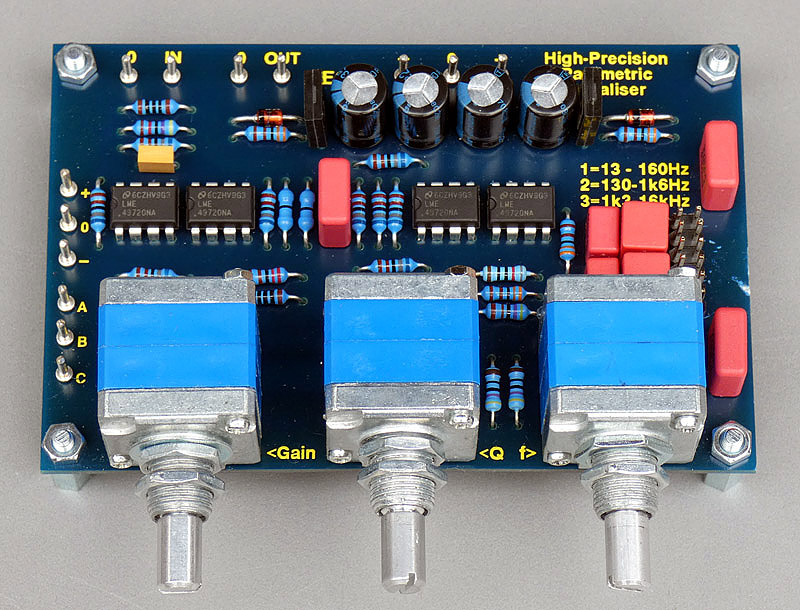 0 IN 0 OUT
E
0
High-Precision
ametric
aliser
1=13 - 160Hz
2=130-1k6Hz
3=1k3-16kHz
+
0
−
A
B
C
6CZHV9G3
LME
49720NA
6CZHV9G3
LME
49720NA
6CZHV9G3
LME
49720NA
6CZHV9G3
LME
49720NA
<Gain
<Q
f>